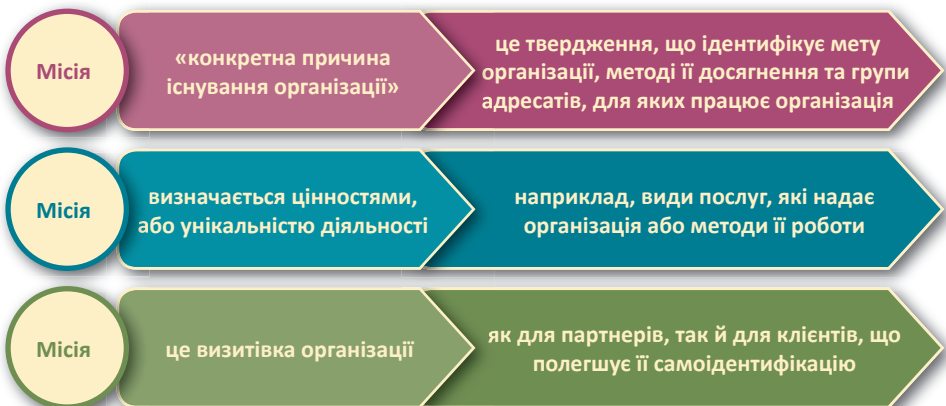 Місія
«конкретна причина
існування організації»
це твердження, що ідентифікує мету
організації, методі її досягнення та групи
адресатів, для яких працює організація
Місія
визначається цінностями,
або унікальністю діяльності
наприклад, види послуг, які надає
організація або методи її роботи
Місія
це визитівка організації
як для партнерів, так й для клієнтів, що
полегшує її самоідентифікацію